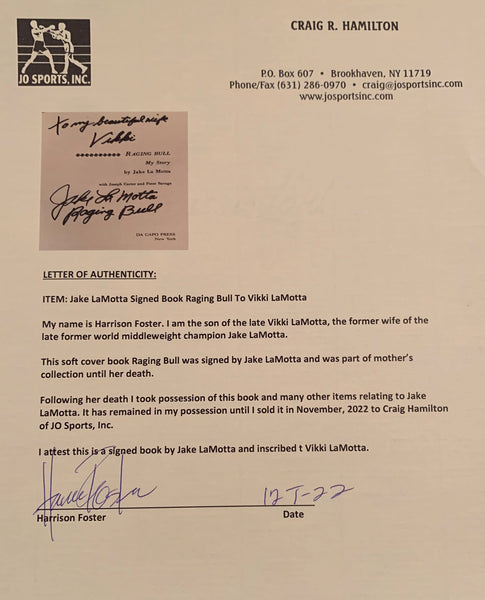 CRAIG R. HAMILTON
JO SPORTS, INC.
P.O. Box 607 • Brookhaven, NY 11719
Phone/Fax (631) 286-0970 • craig@josportsinc.com
www.josportsinc.com
To my beautiful wife
Vikki
RAGING BULL
My Story
by Jake La Motta
with Joseph Carter and Peter Savage
Jake La Motta
Raging Bull
DA CAPO PRESS
New York
LETTER OF AUTHENTICITY:
ITEM: Jake LaMotta Signed Book Raging Bull To Vikki LaMotta
My name is Harrison Foster. I am the son of the late Vikki LaMotta, the former wife of the
late former world middleweight champion Jake LaMotta.
This soft cover book Raging Bull was signed by Jake LaMotta and was part of mother's
collection until her death.
Following her death I took possession of this book and many other items relating to Jake
LaMotta. It has remained in my possession until I sold it in November, 2022 to Craig Hamilton
of JO Sports, Inc.
I attest this is a signed book by Jake LaMotta and inscribed t Vikki LaMotta.
Harrison Foster
Date